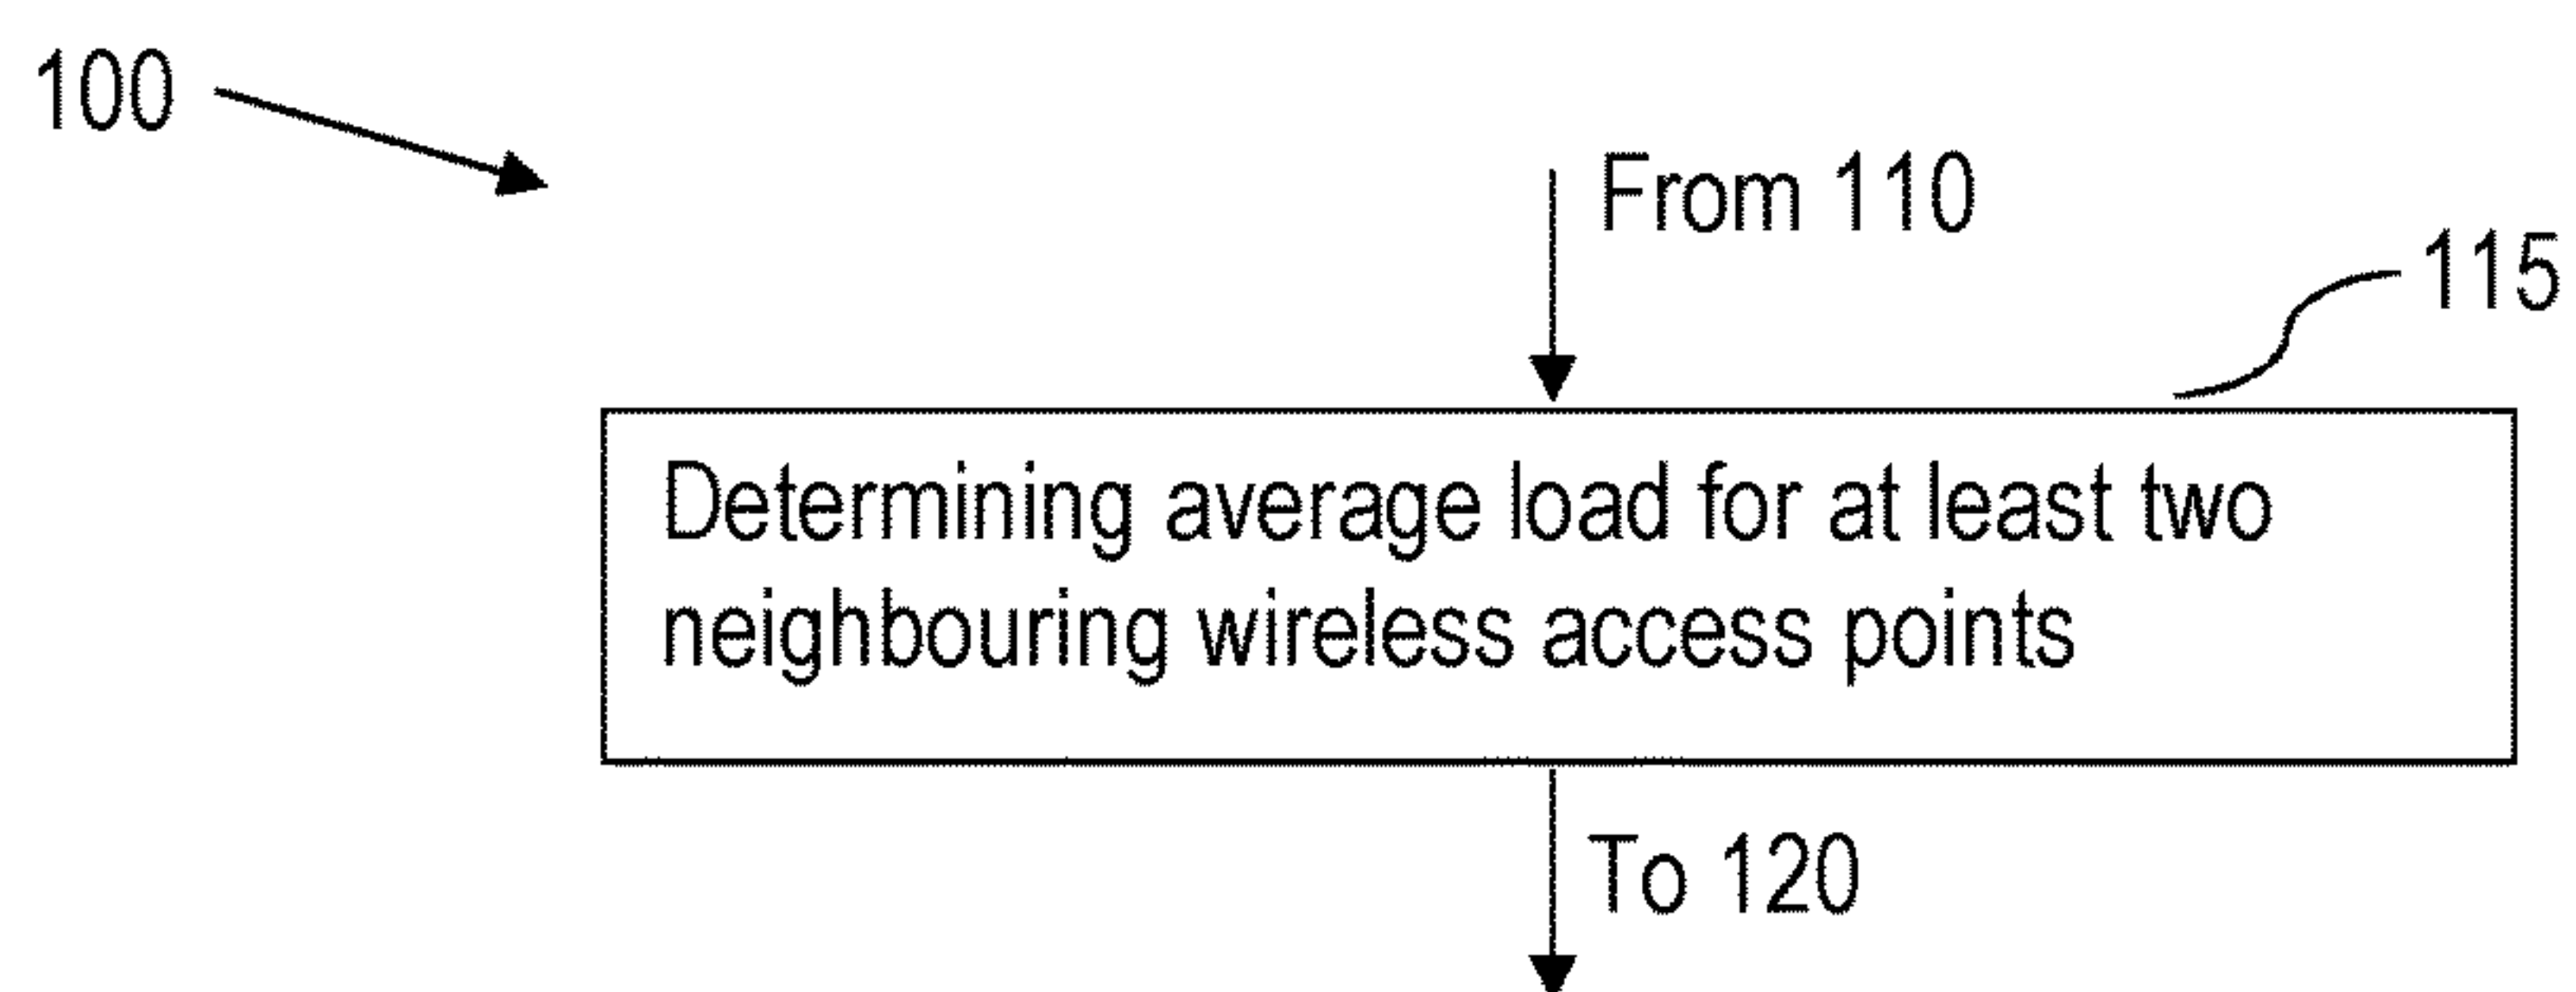 100
From 110
115
Determining average load for at least two
neighbouring wireless access points
To 120